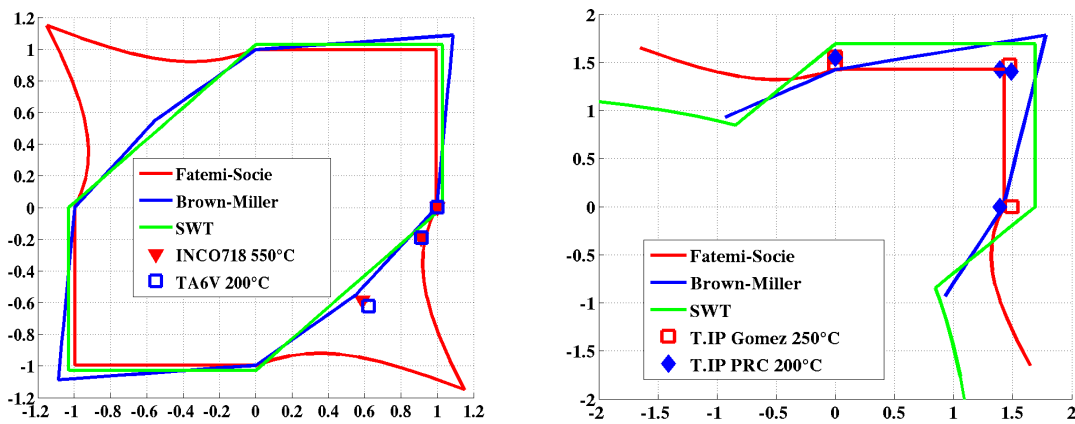 1.2
1
0.8
0.6
0.4
0.2
0
-0.2
-0.4
-0.6
-0.8
-1
-1.2
-1.2 -1 -0.8 -0.6 -0.4 -0.2 0 0.2 0.4 0.6 0.8 1 1.2
Fatemi-Socie
Brown-Miller
SWT
INCO718 550°C
TA6V 200°C
2
1.5
1
0.5
0
-0.5
-1
-1.5
-2
-2 -1.5 -1 -0.5 0 0.5 1 1.5 2
Fatemi-Socie
Brown-Miller
SWT
T.IP Gomez 250°C
T.IP PRC 200°C